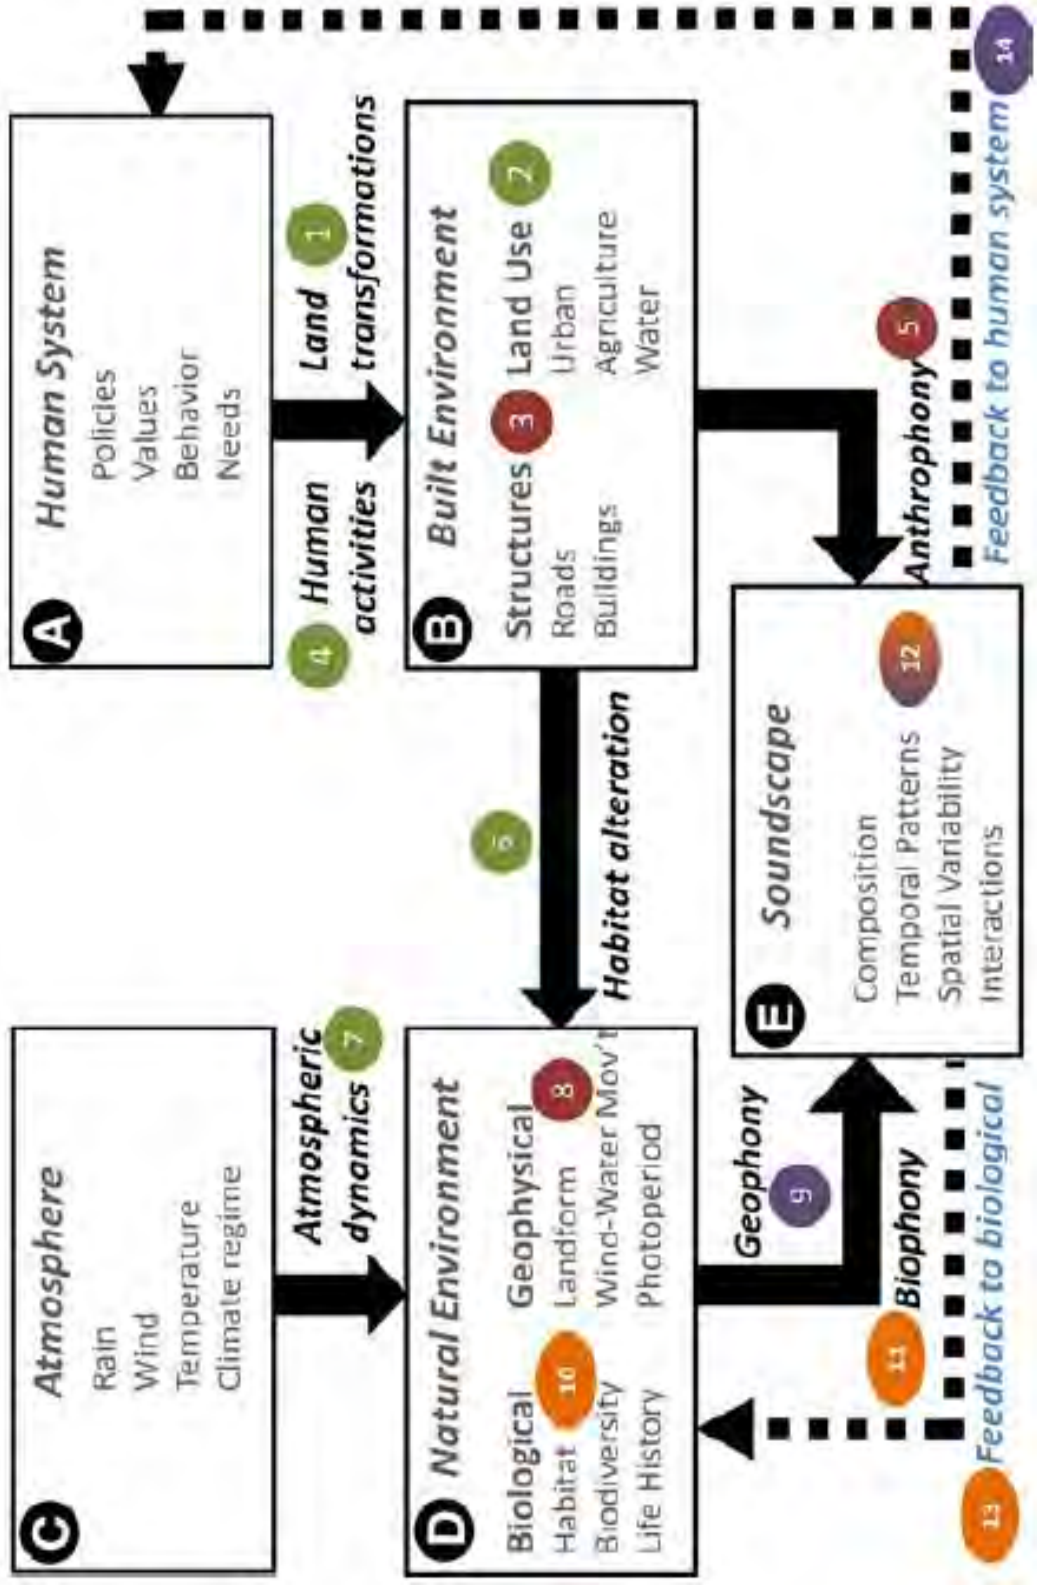 C
Atmosphere
Rain
Wind
Temperature
Climate regime
A
Human System
Policies
Values
Behavior
Needs
Atmospheric
dynamics
7
4
Human
activities
Land
1
transformations
D
Natural Environment
Biological
10
Habitat
Biodiversity
Life History
Geophysical
8
Landform
Wind-Water Mov't
Photoperiod
6
Habitat alteration
B
Built Environment
Structures
3
Roads
Buildings
Land Use
2
Urban
Agriculture
Water
Geophony
9
11
Biophony
E
Soundscape
Composition
Temporal Patterns
12
Spatial Variability
Interactions
Anthrophony
5
13
Feedback to biological
Feedback to human system
14